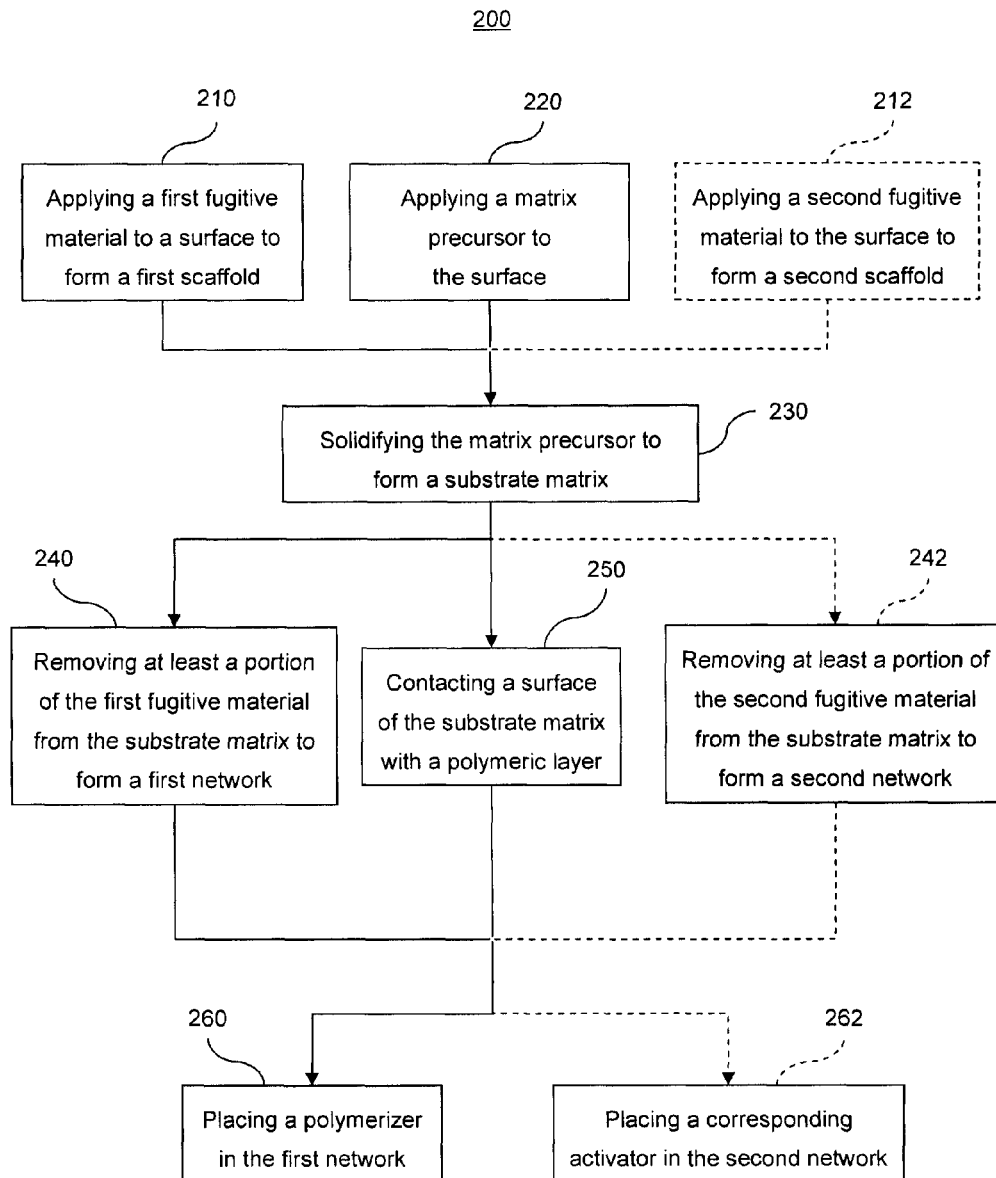 200
210
220
212
Applying a first fugitive
material to a surface to
form a first scaffold
Applying a matrix
precursor to
the surface
Applying a second fugitive
material to the surface to
form a second scaffold
230
Solidifying the matrix precursor to
form a substrate matrix
240
250
242
Removing at least a portion
of the first fugitive material
from the substrate matrix to
form a first network
Contacting a surface
of the substrate matrix
with a polymeric layer
Removing at least a portion of
the second fugitive material
from the substrate matrix to
form a second network
260
262
Placing a polymerizer
in the first network
Placing a corresponding
activator in the second network